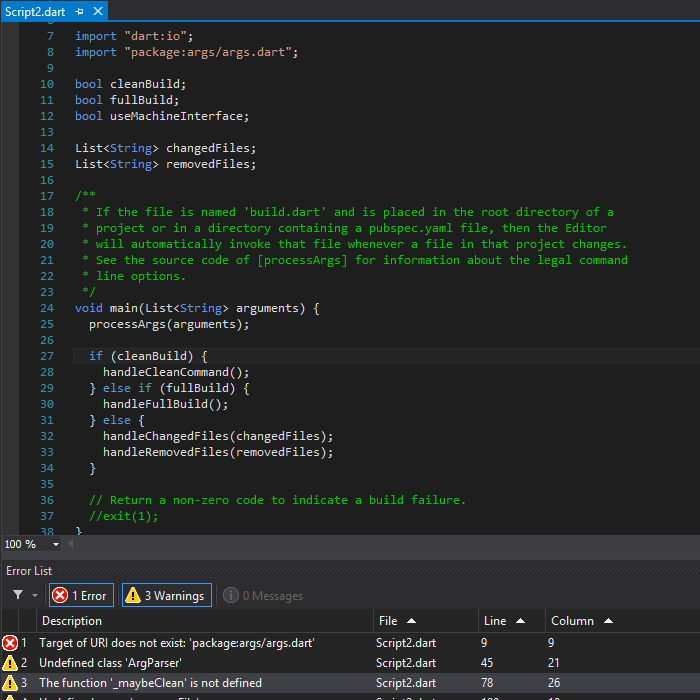 Script2.dart
7 import "dart:io";
8 import "package:args/args.dart";
9
10 bool cleanBuild;
11 bool fullBuild;
12 bool useMachineInterface;
13
14 List<String> changedFiles;
15 List<String> removedFiles;
16
17 /**
18 * If the file is named 'build.dart' and is placed in the root directory of a
19 * project or in a directory containing a pubspec.yaml file, then the Editor
20 * will automatically invoke that file whenever a file in that project changes.
21 * See the source code of [processArgs] for information about the legal command
22 * line options.
23 */
24 void main(List<String> arguments) {
25 processArgs(arguments);
26
27 if (cleanBuild) {
28 handleCleanCommand();
29 } else if (fullBuild) {
30 handleFullBuild();
31 } else {
32 handleChangedFiles(changedFiles);
33 handleRemovedFiles(removedFiles);
34 }
35
36 // Return a non-zero code to indicate a build failure.
37 //exit(1);
38 }
100 %
Error List
1 Error 3 Warnings 0 Messages
Description File Line Column
1 Target of URI does not exist: 'package:args/args.dart' Script2.dart 9 9
2 Undefined class 'ArgParser' Script2.dart 45 21
3 The function '_maybeClean' is not defined Script2.dart 78 26